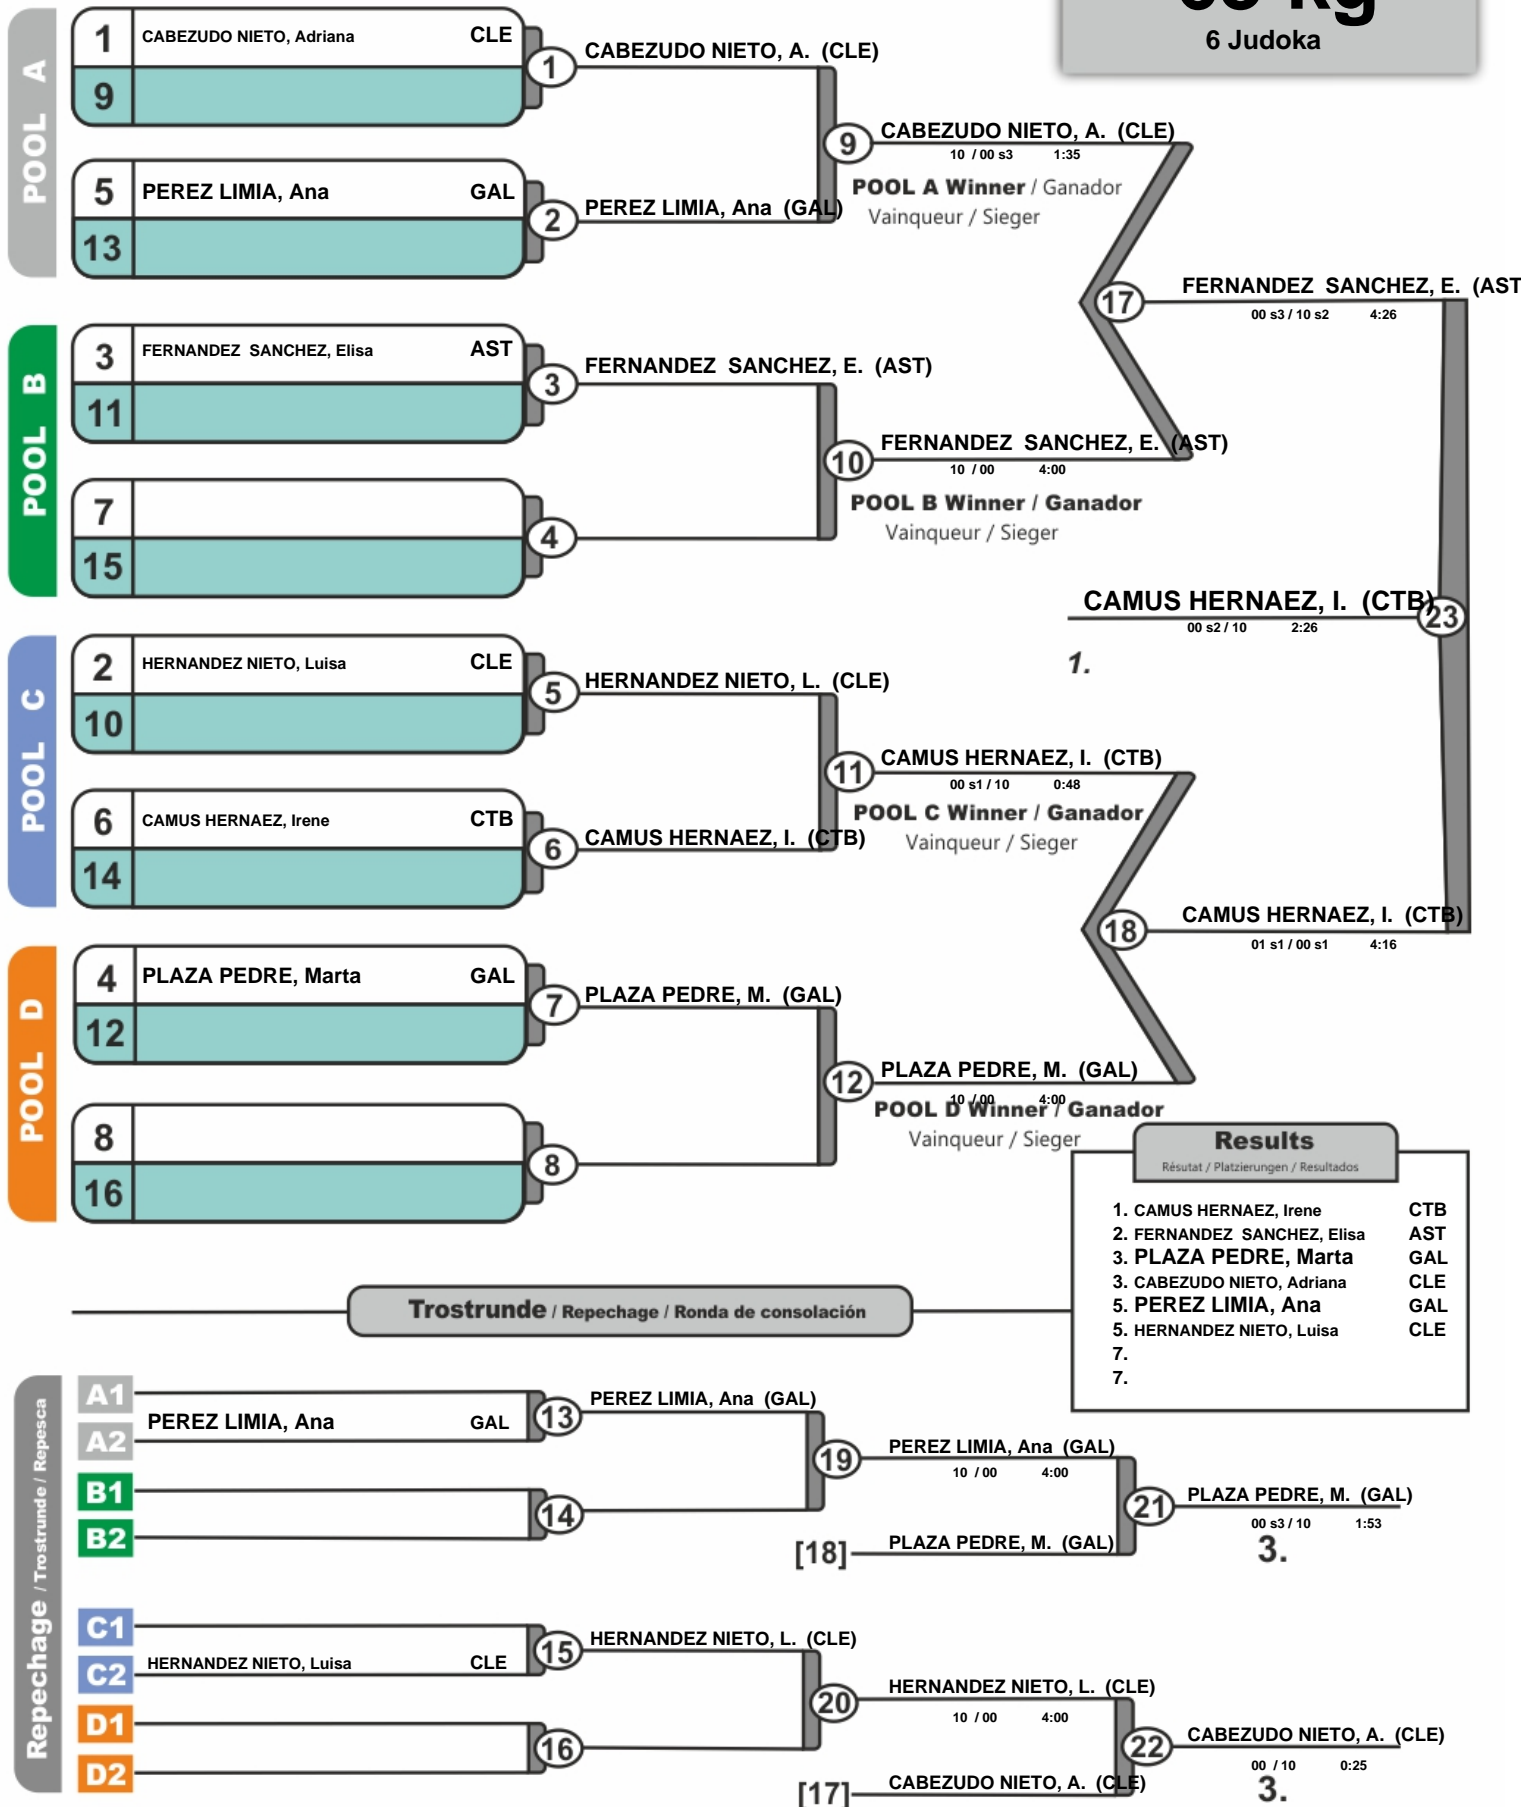 6 Judoka
POOL A
1 CABEZUDO NIETO, Adriana CLE
9
1 CABEZUDO NIETO, A. (CLE)
5 PEREZ LIMIA, Ana GAL
13
2 PEREZ LIMIA, Ana (GAL)
9 CABEZUDO NIETO, A. (CLE)
10 / 00 s3 1:35
POOL A Winner / Ganador
Vainqueur / Sieger
POOL B
3 FERNANDEZ SANCHEZ, Elisa AST
11
3 FERNANDEZ SANCHEZ, E. (AST)
7
15
4
10 FERNANDEZ SANCHEZ, E. (AST)
10 / 00 4:00
POOL B Winner / Ganador
Vainqueur / Sieger
17 FERNANDEZ SANCHEZ, E. (AST
00 s3 / 10 s2 4:26
CAMUS HERNAEZ, I. (CTB) 23
00 s2 / 10 2:26
1.
POOL C
2 HERNANDEZ NIETO, Luisa CLE
10
5 HERNANDEZ NIETO, L. (CLE)
6 CAMUS HERNAEZ, Irene CTB
14
6 CAMUS HERNAEZ, I. (CTB)
11 CAMUS HERNAEZ, I. (CTB)
00 s1 / 10 0:48
POOL C Winner / Ganador
Vainqueur / Sieger
18 CAMUS HERNAEZ, I. (CTB)
01 s1 / 00 s1 4:16
POOL D
4 PLAZA PEDRE, Marta GAL
12
7 PLAZA PEDRE, M. (GAL)
8
16
8
12 PLAZA PEDRE, M. (GAL)
10 / 00 4:00
POOL D Winner / Ganador
Vainqueur / Sieger
Results
Résutat / Platzierungen / Resultados
1. CAMUS HERNAEZ, Irene CTB
2. FERNANDEZ SANCHEZ, Elisa AST
3. PLAZA PEDRE, Marta GAL
3. CABEZUDO NIETO, Adriana CLE
5. PEREZ LIMIA, Ana GAL
5. HERNANDEZ NIETO, Luisa CLE
7.
7.
Trostrunde / Repechage / Ronda de consolación
Repechage / Trostrunde / Repesca
A1
A2 PEREZ LIMIA, Ana GAL
13 PEREZ LIMIA, Ana (GAL)
B1
B2
14
19 PEREZ LIMIA, Ana (GAL)
10 / 00 4:00
[18] PLAZA PEDRE, M. (GAL)
21 PLAZA PEDRE, M. (GAL)
00 s3 / 10 1:53
3.
C1
C2 HERNANDEZ NIETO, Luisa CLE
15 HERNANDEZ NIETO, L. (CLE)
D1
D2
16
20 HERNANDEZ NIETO, L. (CLE)
10 / 00 4:00
[17] CABEZUDO NIETO, A. (CLE)
22 CABEZUDO NIETO, A. (CLE)
00 / 10 0:25
3.